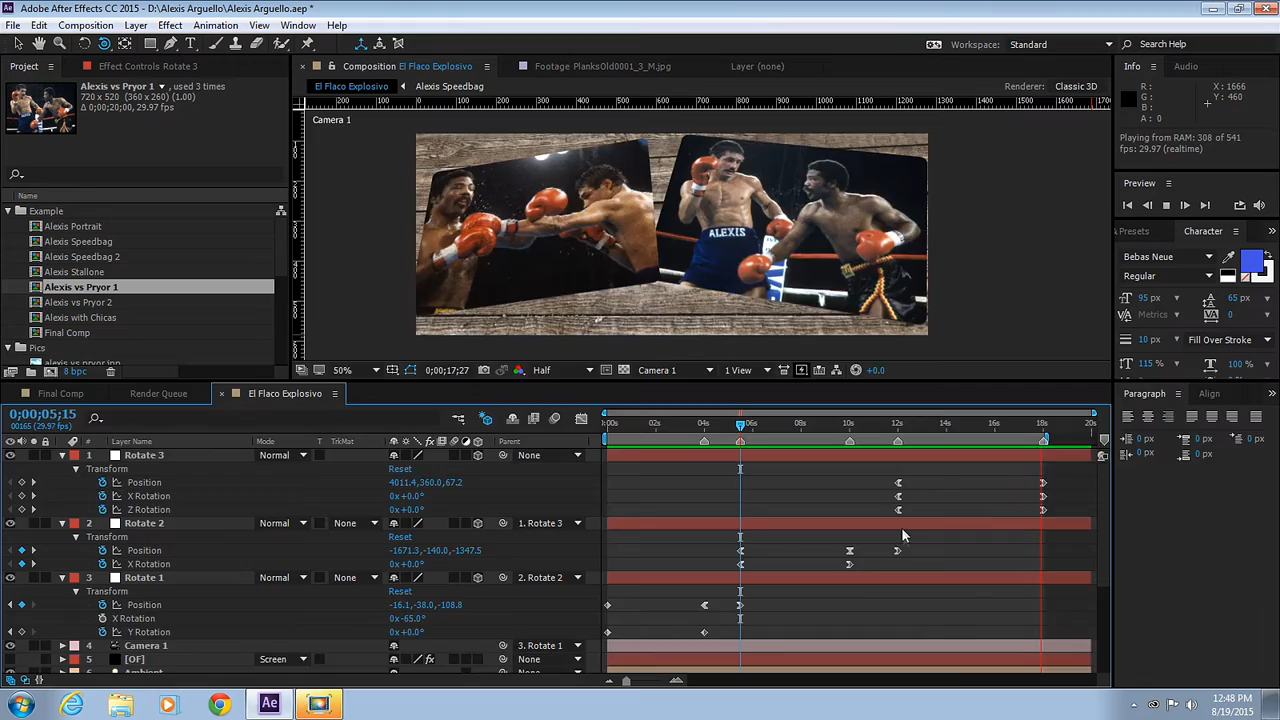 Adobe After Effects CC 2015 - D:\Alexis Arguello\Alexis Arguello.aep *
File Edit Composition Layer Effect Animation View Window Help
Workspace: Standard Search Help
Project Effect Controls Rotate 3 Composition El Flaco Explosivo Footage PlanksOld0001_3_M.jpg Layer (none) Info Audio
Alexis vs Pryor 1 , used 3 times
720 x 520 (360 x 260) (1.00)
Δ 0;00;20;00, 29.97 fps
El Flaco Explosivo Alexis Speedbag Renderer: Classic 3D
Camera 1
R: G: B: A: 0
X: 1666
Y: 460
Playing from RAM: 308 of 541
fps: 29.97 (realtime)
Name
Example
Alexis Portrait
Alexis Speedbag
Alexis Speedbag 2
Alexis Stallone
Alexis vs Pryor 1
Alexis vs Pryor 2
Alexis with Chicas
Final Comp
Pics
8 bpc
ALEXIS
50% 0;00;17;27 Half Camera 1 1 View +0.0
Preview
Presets Character
Bebas Neue
Regular
95 px 65 px
Metrics 0
10 px Fill Over Stroke
115 % 100 %
Paragraph Align
0 px 0 px 0 px
0 px 0 px
Final Comp Render Queue El Flaco Explosivo
0;00;05;15
00165 (29.97 fps)
# Layer Name Mode T TrkMat Parent
02s 04s 06s 08s 10s 12s 14s 16s 18s 20s
1 Rotate 3 Normal None
Transform Reset
Position 4011.4,360.0,67.2
X Rotation 0x+0.0°
Z Rotation 0x+0.0°
2 Rotate 2 Normal None 1. Rotate 3
Transform Reset
Position -1671.3,-140.0,-1347.5
X Rotation 0x+0.0°
3 Rotate 1 Normal None 2. Rotate 2
Transform Reset
Position -16.1,-38.0,-108.8
X Rotation 0x-65.0°
Y Rotation 0x+0.0°
4 Camera 1 3. Rotate 1
5 [OF] Screen None
12:48 PM
8/19/2015